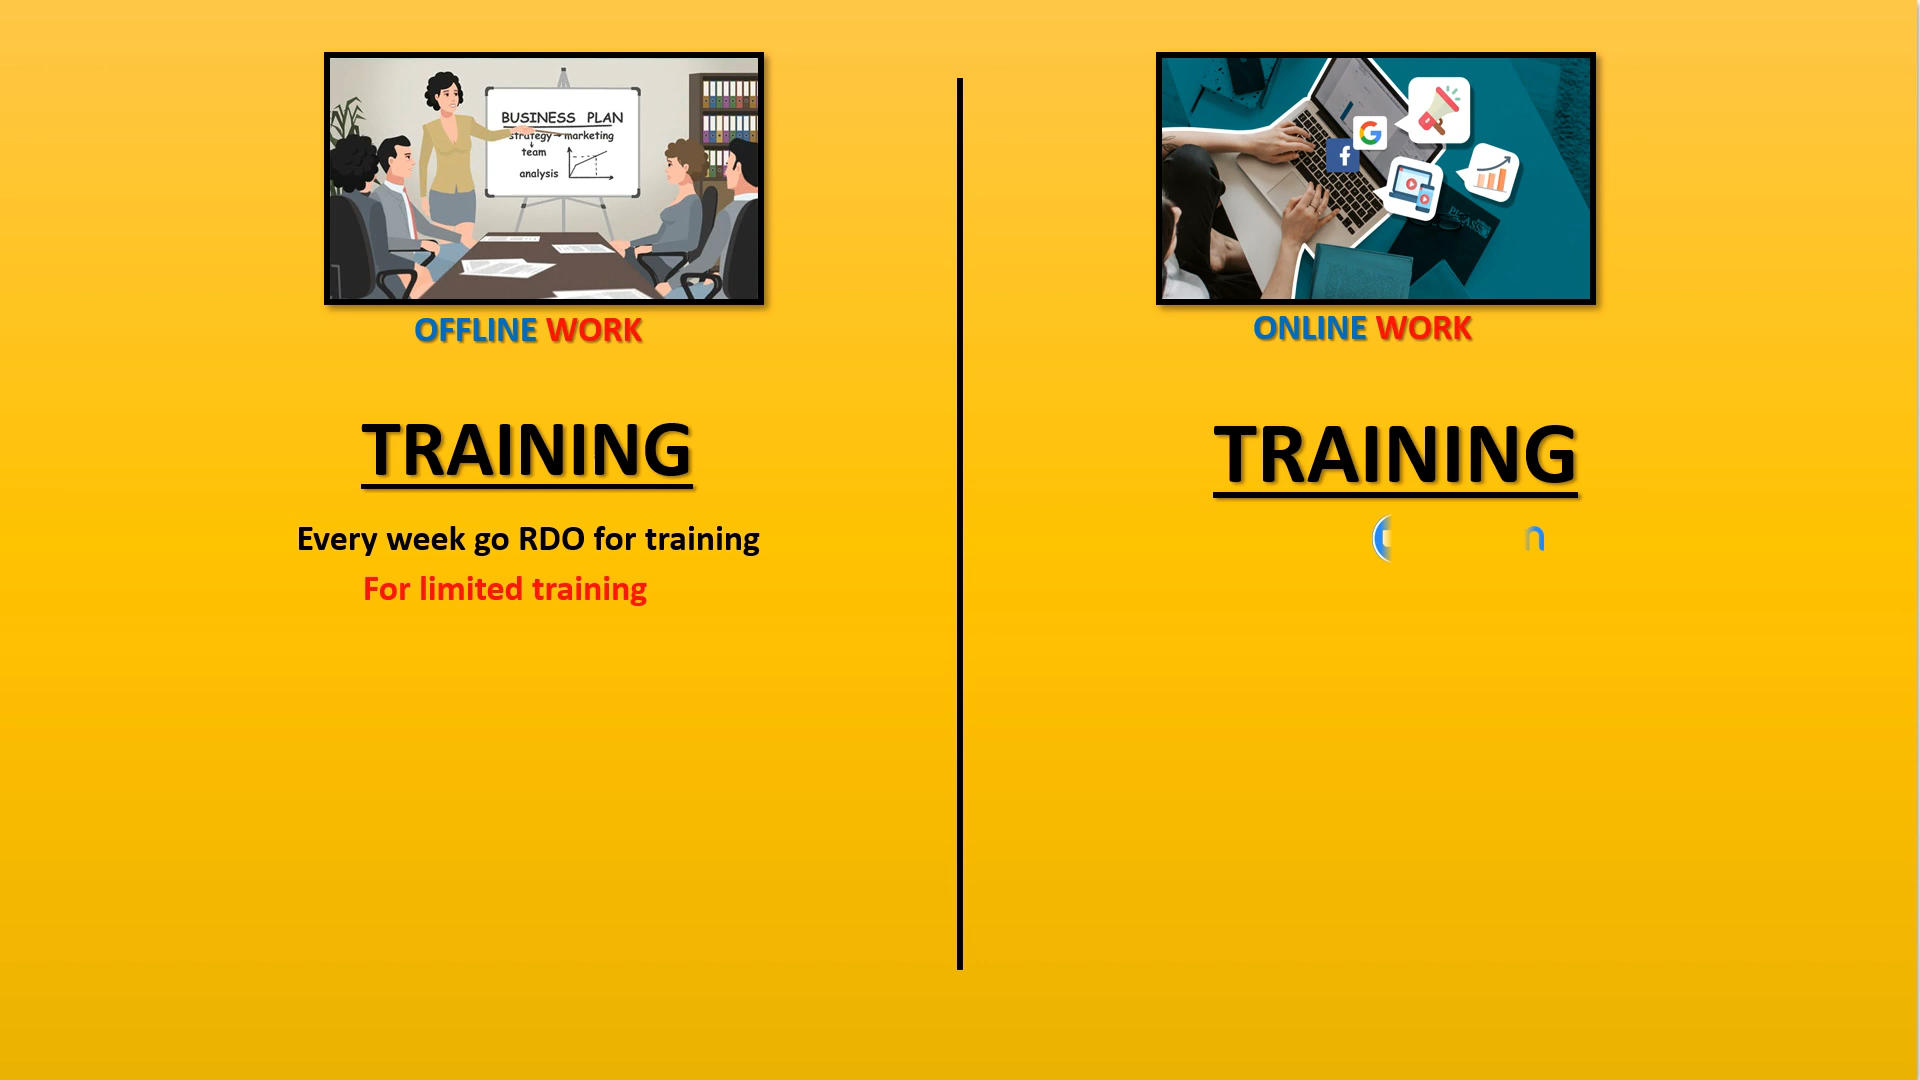 BUSINESS PLAN
strategy → marketing
team
analysis
OFFLINE WORK
TRAINING
Every week go RDO for training
For limited training
G
f
PICASSO
ONLINE WORK
TRAINING